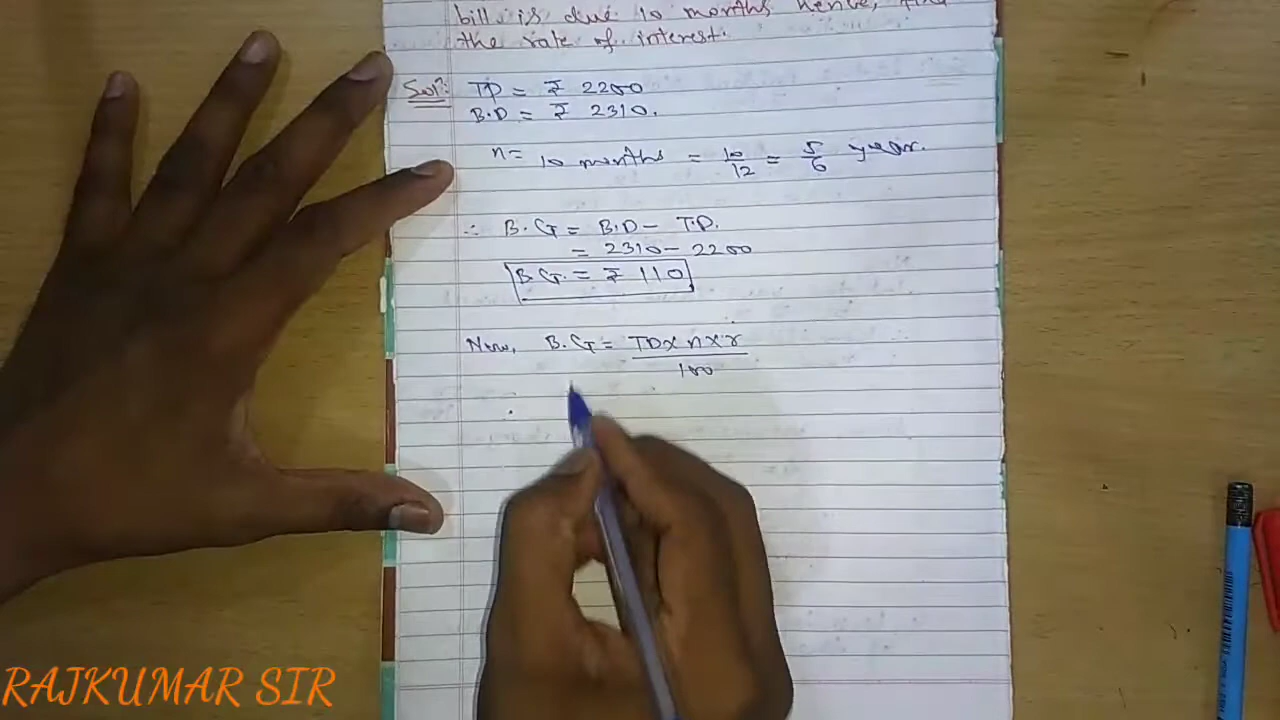 bill is due 10 months hence, find
the rate of interest.
Solⁿ: TD = ₹ 2200
B.D = ₹ 2310.
n = 10 months = 10/12 = 5/6 year.
∴ B.G = B.D - T.D.
= 2310 - 2200
B.G. = ₹ 110
Now, B.G = TD × n × r / 100
RAJKUMAR SIR